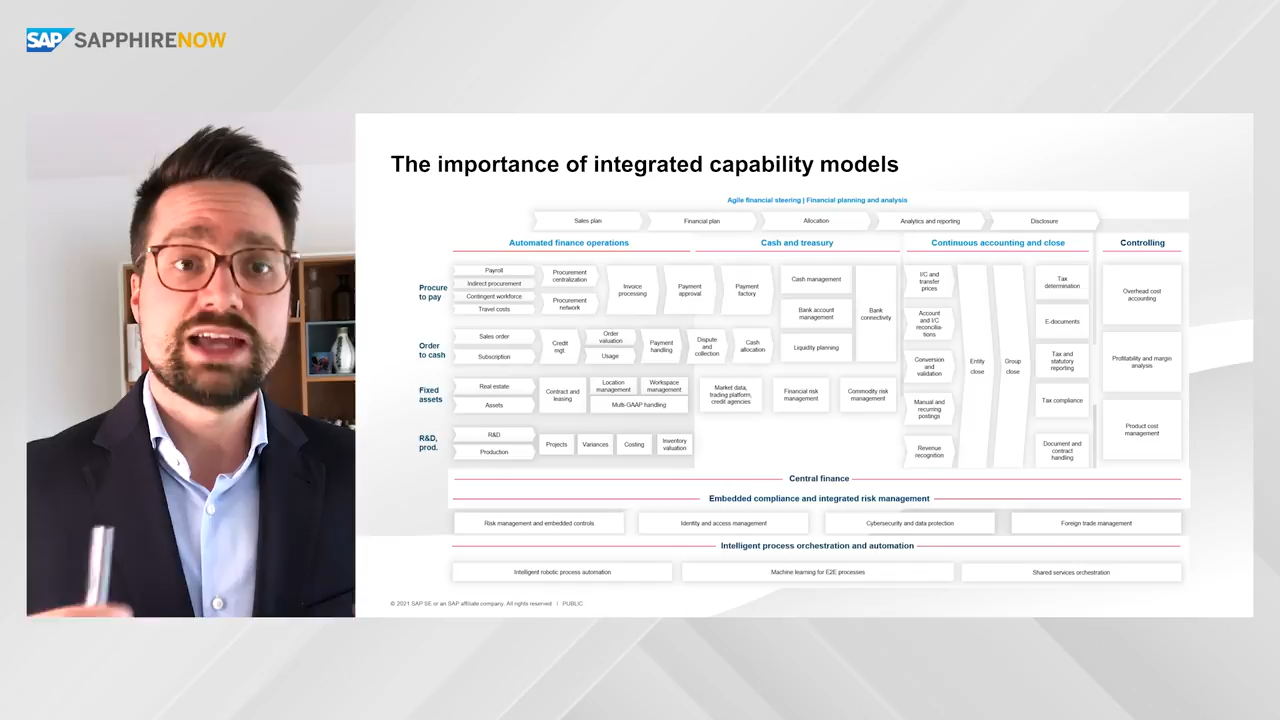 SAP SAPPHIRE NOW
The importance of integrated capability models
Agile financial steering | Financial planning and analysis
Sales plan
Financial plan
Allocation
Analytics and reporting
Disclosure
Automated finance operations
Cash and treasury
Continuous accounting and close
Controlling
Procure
to pay
Payroll
Indirect procurement
Contingent workforce
Travel costs
Procurement
centralization
Procurement
network
Invoice
processing
Payment
approval
Payment
factory
Cash management
Bank account
management
Liquidity planning
Bank
connectivity
Order
to cash
Sales order
Subscription
Credit
mgt
Order
valuation
Usage
Payment
handling
Dispute
and
collection
Cash
allocation
Fixed
assets
Real estate
Assets
Contract and
leasing
Location
management
Workspace
management
Multi-GAAP handling
Market data,
trading platform,
credit agencies
Financial risk
management
Commodity risk
management
R&D,
prod.
R&D
Production
Projects
Variances
Costing
Inventory
valuation
I/C and
transfer
prices
Account
and I/C
reconcilia-
tions
Conversion
and
validation
Manual and
recurring
postings
Revenue
recognition
Entity
close
Group
close
Tax
determination
E-documents
Tax and
statutory
reporting
Tax compliance
Document and
contract
handling
Overhead cost
accounting
Profitability and margin
analysis
Product cost
management
Central finance
Embedded compliance and integrated risk management
Risk management and embedded controls
Identity and access management
Cybersecurity and data protection
Foreign trade management
Intelligent process orchestration and automation
Intelligent robotic process automation
Machine learning for E2E processes
Shared services orchestration
© 2021 SAP SE or an SAP affiliate company. All rights reserved | PUBLIC